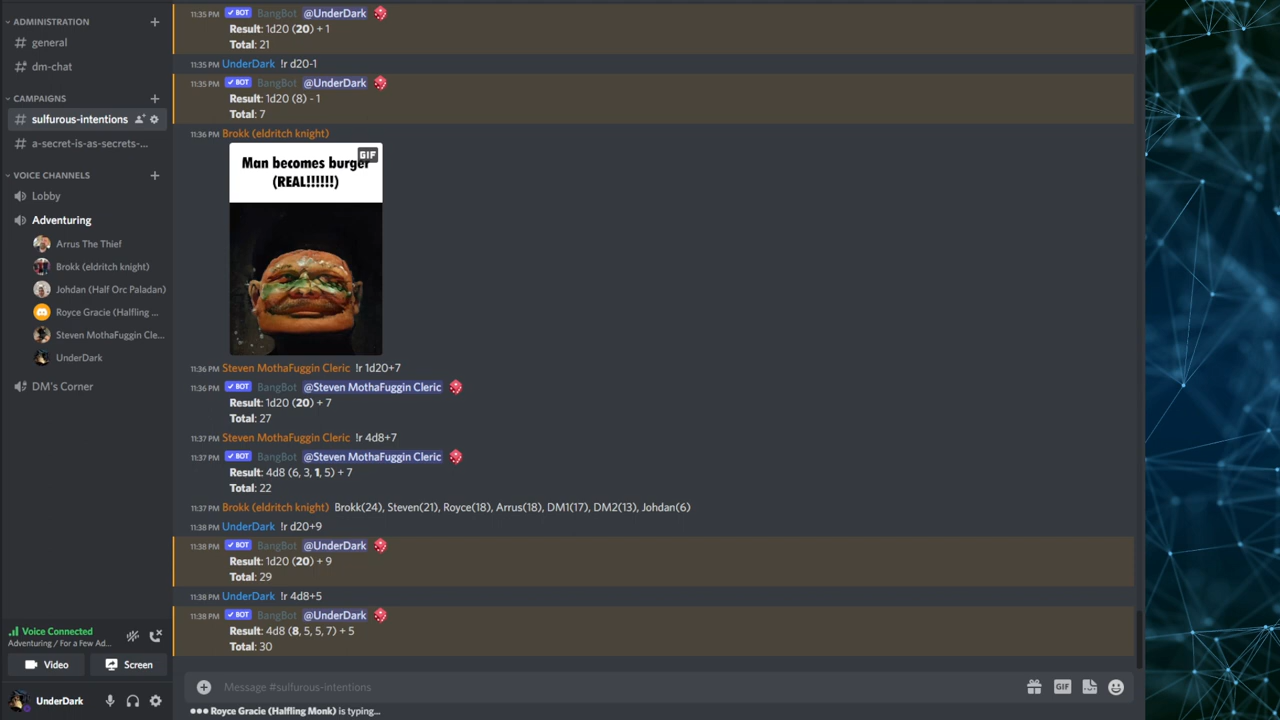 ADMINISTRATION
# general
# dm-chat
CAMPAIGNS
# sulfurous-intentions
# a-secret-is-as-secrets-...
VOICE CHANNELS
Lobby
Adventuring
Arrus The Thief
Brokk (eldritch knight)
Johdan (Half Orc Paladan)
Royce Gracie (Halfling ...
Steven MothaFuggin Cle...
UnderDark
DM's Corner
Voice Connected
Adventuring / For a Few Ad...
Video
Screen
UnderDark
11:35 PM BOT BangBot @UnderDark
Result: 1d20 (20) + 1
Total: 21
11:35 PM UnderDark !r d20-1
11:35 PM BOT BangBot @UnderDark
Result: 1d20 (8) - 1
Total: 7
11:36 PM Brokk (eldritch knight)
GIF
Man becomes burger
(REAL!!!!!!)
11:36 PM Steven MothaFuggin Cleric !r 1d20+7
11:36 PM BOT BangBot @Steven MothaFuggin Cleric
Result: 1d20 (20) + 7
Total: 27
11:37 PM Steven MothaFuggin Cleric !r 4d8+7
11:37 PM BOT BangBot @Steven MothaFuggin Cleric
Result: 4d8 (6, 3, 1, 5) + 7
Total: 22
11:37 PM Brokk (eldritch knight) Brokk(24), Steven(21), Royce(18), Arrus(18), DM1(17), DM2(13), Johdan(6)
11:38 PM UnderDark !r d20+9
11:38 PM BOT BangBot @UnderDark
Result: 1d20 (20) + 9
Total: 29
11:38 PM UnderDark !r 4d8+5
11:38 PM BOT BangBot @UnderDark
Result: 4d8 (8, 5, 5, 7) + 5
Total: 30
Message #sulfurous-intentions
GIF
Royce Gracie (Halfling Monk) is typing...